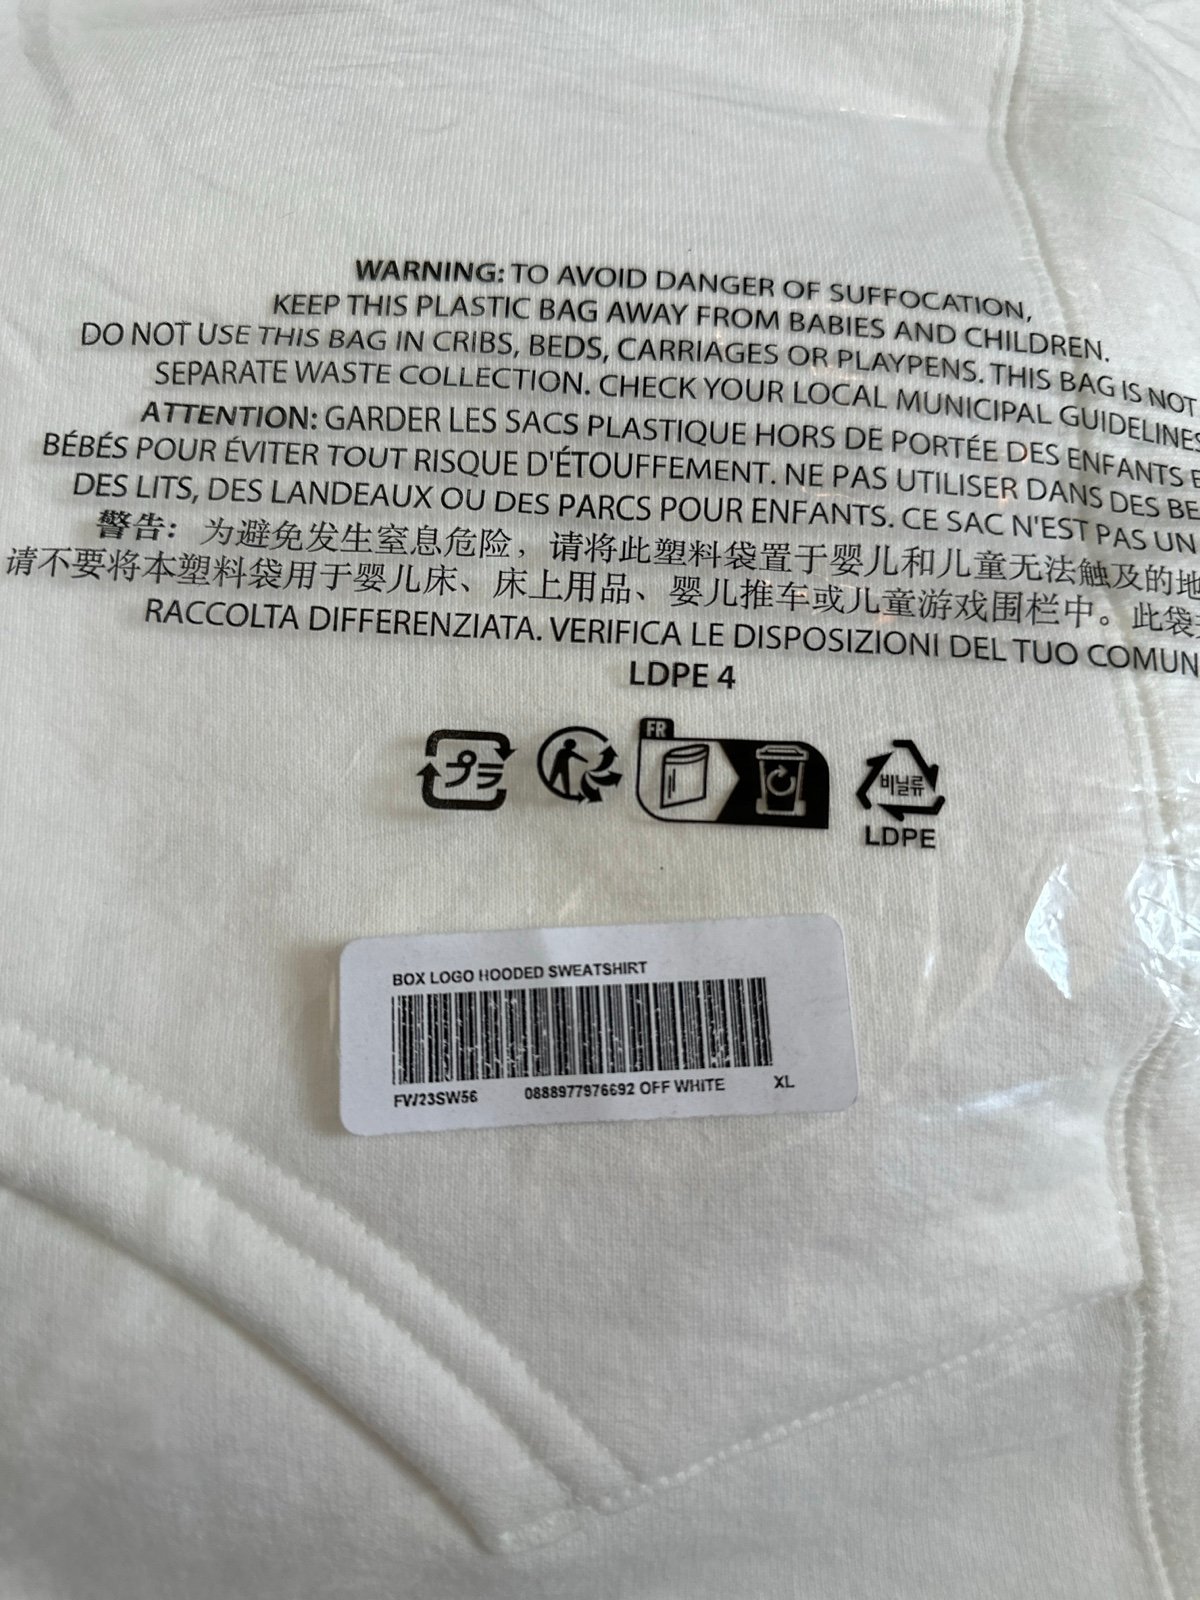 WARNING: TO AVOID DANGER OF SUFFOCATION,
KEEP THIS PLASTIC BAG AWAY FROM BABIES AND CHILDREN.
DO NOT USE THIS BAG IN CRIBS, BEDS, CARRIAGES OR PLAYPENS. THIS BAG IS NOT
SEPARATE WASTE COLLECTION. CHECK YOUR LOCAL MUNICIPAL GUIDELINES
ATTENTION: GARDER LES SACS PLASTIQUE HORS DE PORTÉE DES ENFANTS E
BÉBÉS POUR ÉVITER TOUT RISQUE D'ÉTOUFFEMENT. NE PAS UTILISER DANS DES BE
DES LITS, DES LANDEAUX OU DES PARCS POUR ENFANTS. CE SAC N'EST PAS UN
警告：为避免发生窒息危险，请将此塑料袋置于婴儿和儿童无法触及的地
请不要将本塑料袋用于婴儿床、床上用品、婴儿推车或儿童游戏围栏中。此袋
RACCOLTA DIFFERENZIATA. VERIFICA LE DISPOSIZIONI DEL TUO COMUN
LDPE 4
FR
プラ
비닐류
LDPE
BOX LOGO HOODED SWEATSHIRT
FW23SW56 0888977976692 OFF WHITE XL